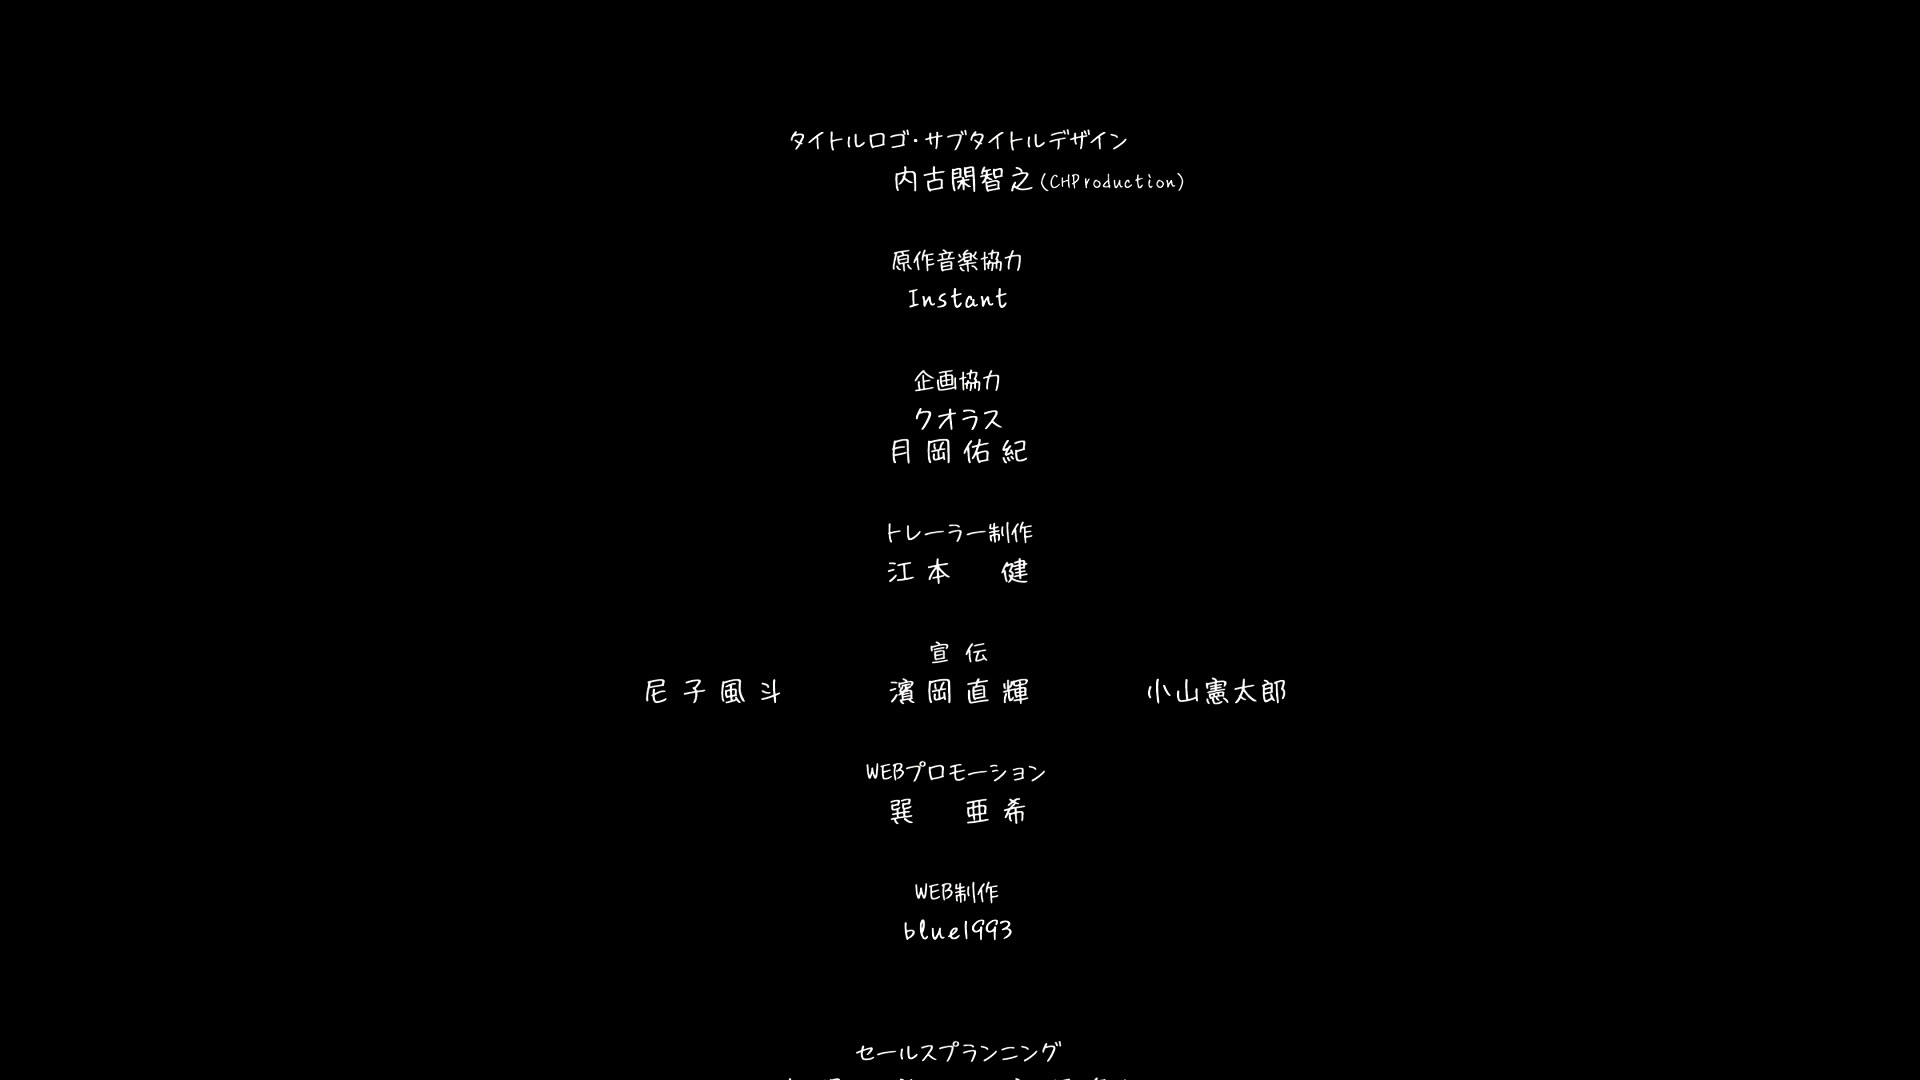 タイトルロゴ・サブタイトルデザイン
内古閑智之(CHProduction)
原作音楽協力
Instant
企画協力
クオラス
月岡佑紀
トレーラー制作
江本 健
宣伝
尼子風斗 濱岡直輝 小山憲太郎
WEBプロモーション
巽 亜希
WEB制作
blue1993
セールスプランニング